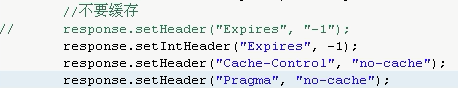 //不要缓存
//      response.setHeader("Expires", "-1");
response.setIntHeader("Expires", -1);
response.setHeader("Cache-Control", "no-cache");
response.setHeader("Pragma", "no-cache");